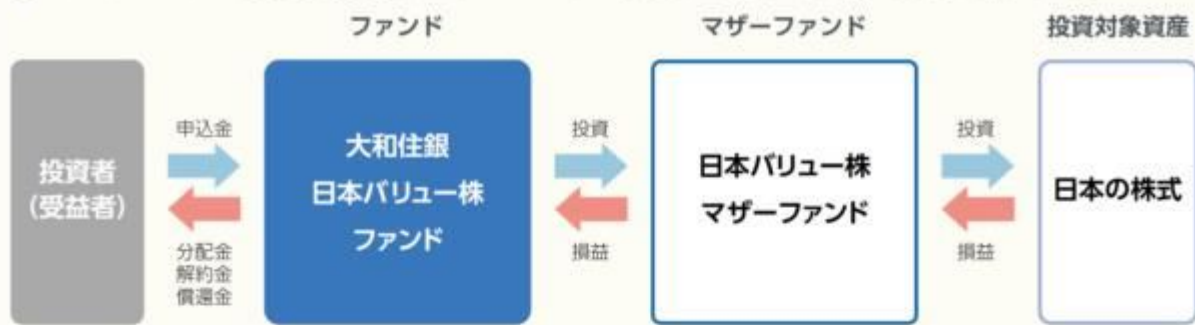 ファンド
マザーファンド
投資対象資産
投資者
(受益者)
申込金
分配金
解約金
償還金
大和住銀
日本バリュー株
ファンド
投資
損益
日本バリュー株
マザーファンド
投資
損益
日本の株式